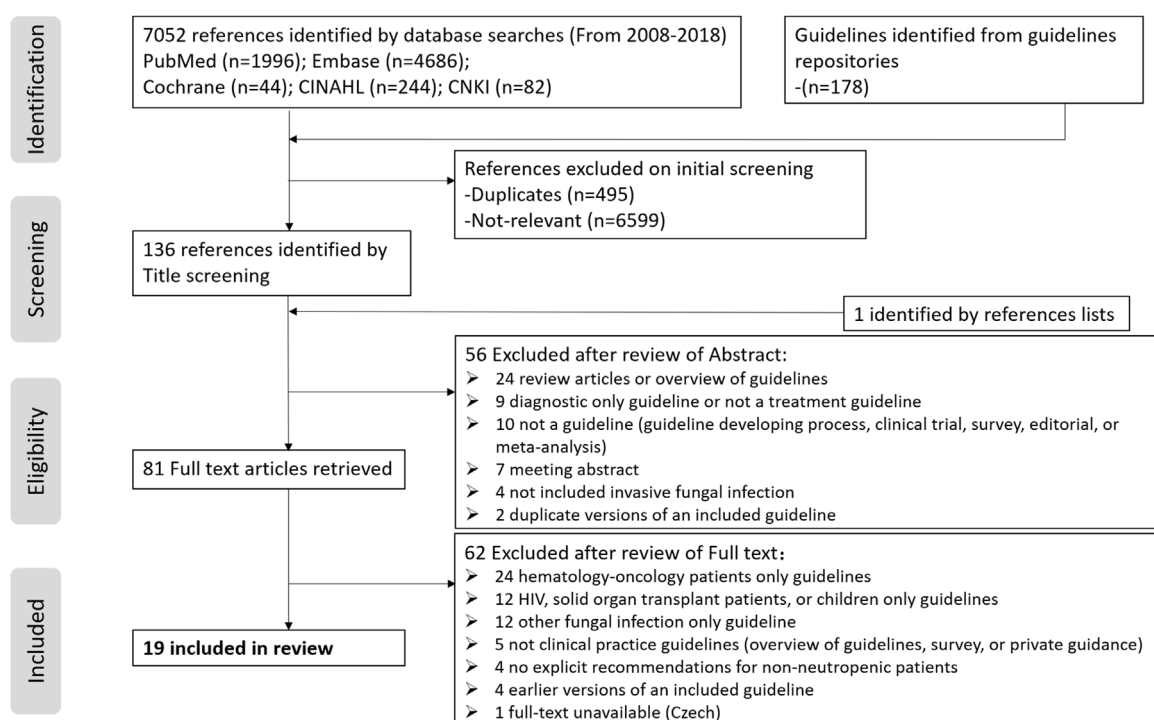 Identification
7052 references identified by database searches (From 2008-2018)
PubMed (n=1996); Embase (n=4686);
Cochrane (n=44); CINAHL (n=244); CNKI (n=82)
Guidelines identified from guidelines
repositories
-(n=178)
References excluded on initial screening
-Duplicates (n=495)
-Not-relevant (n=6599)
Screening
136 references identified by
Title screening
1 identified by references lists
Eligibility
56 Excluded after review of Abstract:
➢ 24 review articles or overview of guidelines
➢ 9 diagnostic only guideline or not a treatment guideline
➢ 10 not a guideline (guideline developing process, clinical trial, survey, editorial, or
meta-analysis)
➢ 7 meeting abstract
➢ 4 not included invasive fungal infection
➢ 2 duplicate versions of an included guideline
81 Full text articles retrieved
Included
62 Excluded after review of Full text：
➢ 24 hematology-oncology patients only guidelines
➢ 12 HIV, solid organ transplant patients, or children only guidelines
➢ 12 other fungal infection only guideline
➢ 5 not clinical practice guidelines (overview of guidelines, survey, or private guidance)
➢ 4 no explicit recommendations for non-neutropenic patients
➢ 4 earlier versions of an included guideline
➢ 1 full-text unavailable (Czech)
19 included in review